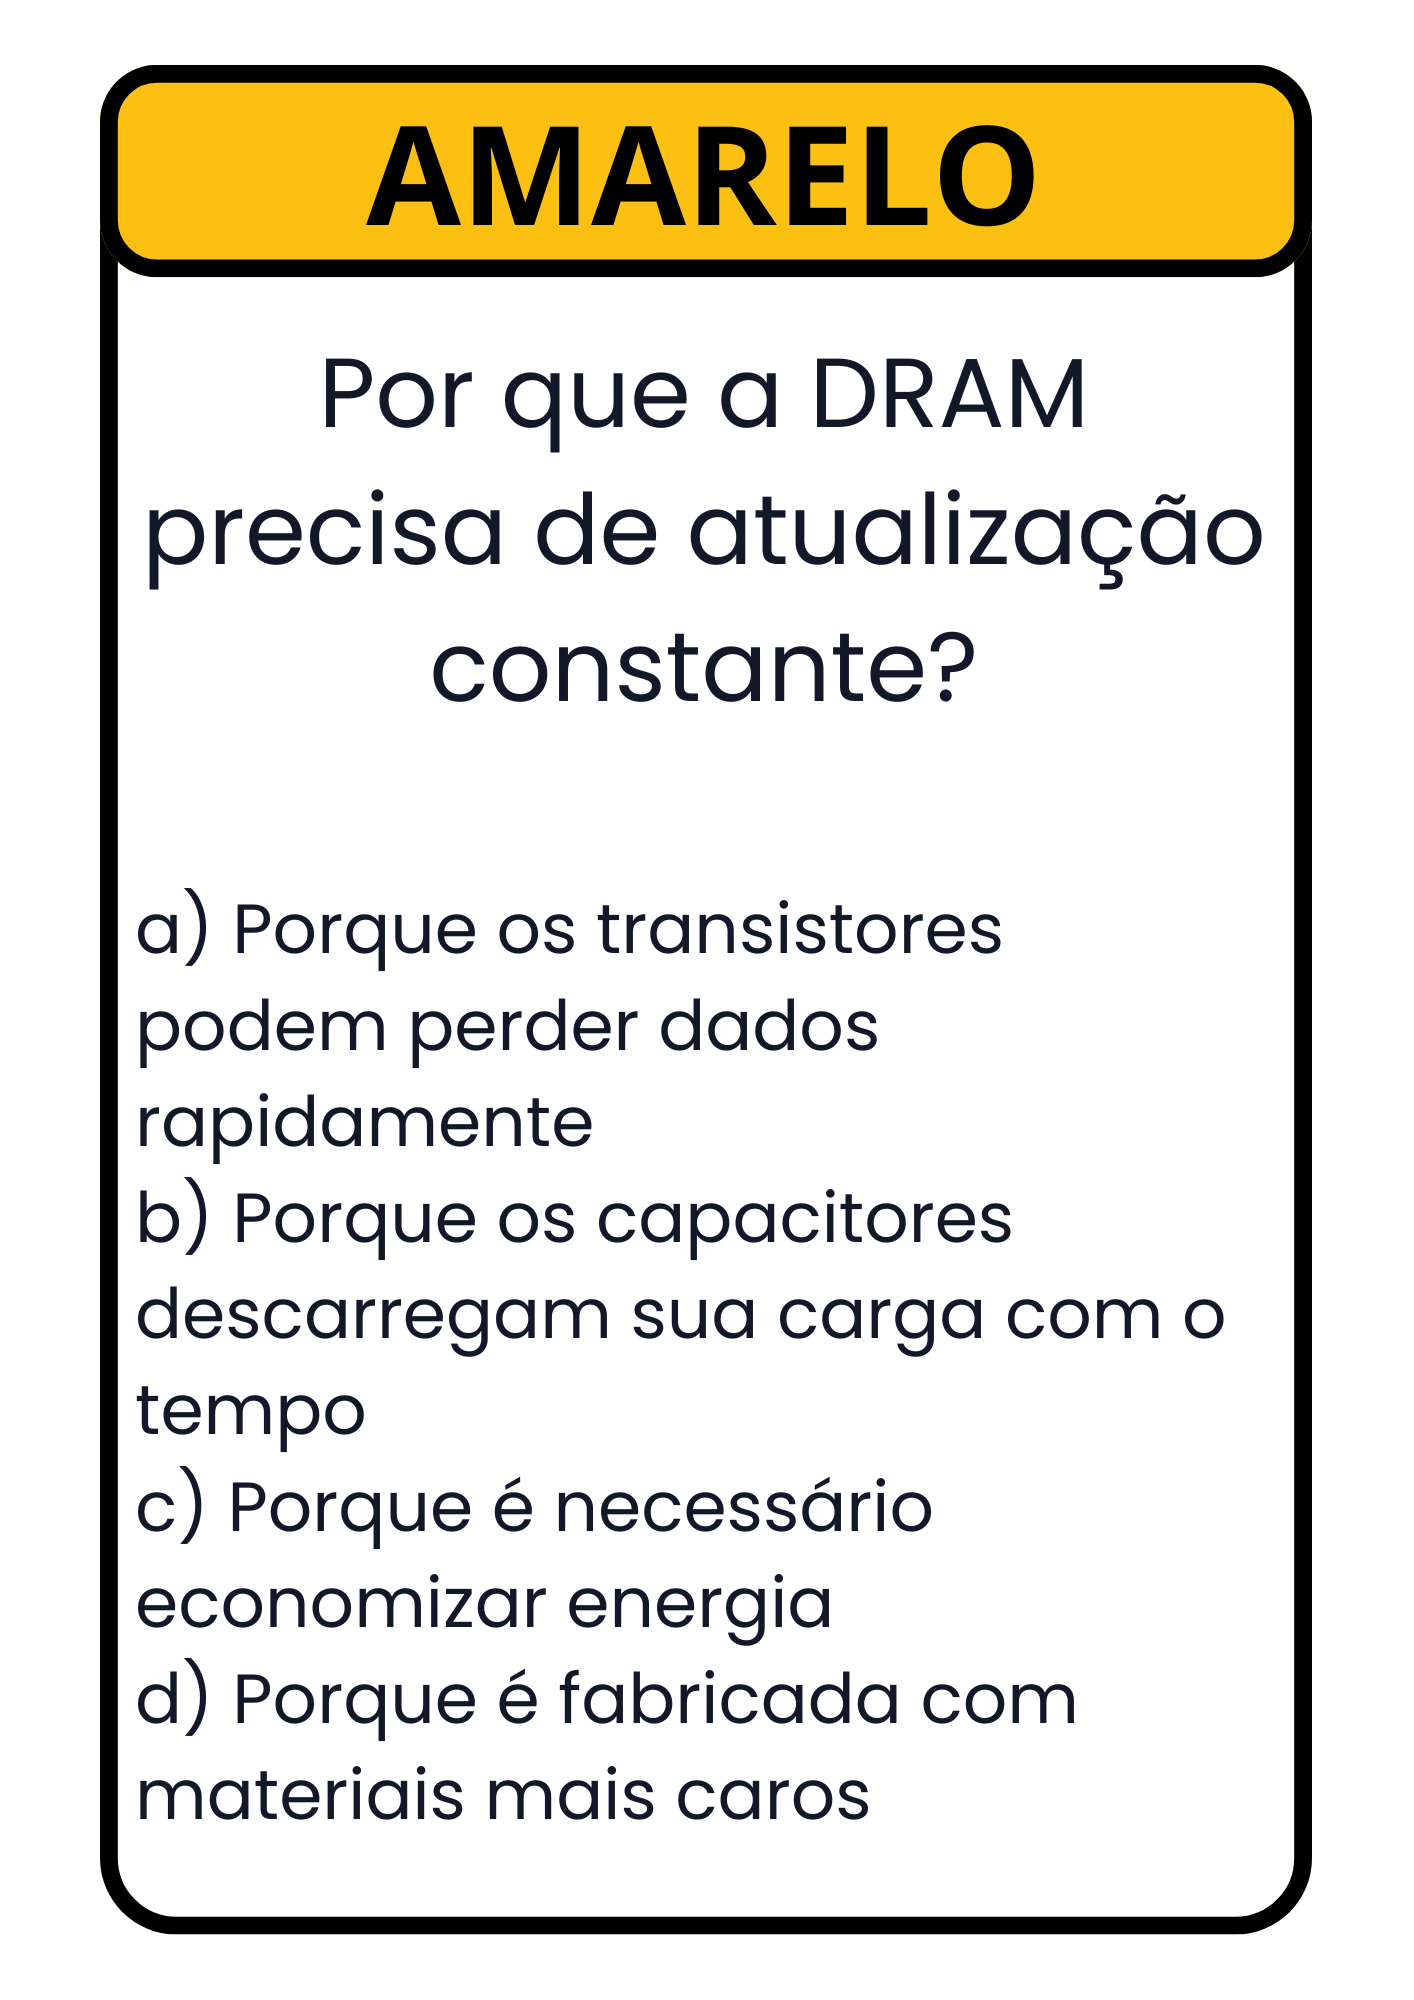 AMARELO
Por que a DRAM
precisa de atualização
constante?
a) Porque os transistores
podem perder dados
rapidamente
b) Porque os capacitores
descarregam sua carga com o
tempo
c) Porque é necessário
economizar energia
d) Porque é fabricada com
materiais mais caros